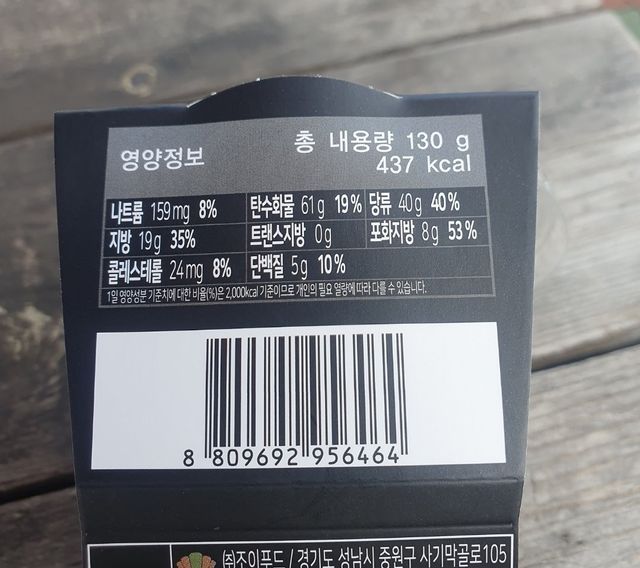 영양정보
총 내용량 130 g
437 kcal
나트륨 159mg 8% 탄수화물 61g 19% 당류 40g 40%
지방 19g 35% 트랜스지방 0g 포화지방 8g 53%
콜레스테롤 24mg 8% 단백질 5g 10%
1일 영양성분 기준치에 대한 비율(%)은 2,000kcal 기준이므로 개인의 필요 열량에 따라 다를 수 있습니다.
8 809692 956464
㈜조이푸드 / 경기도 성남시 중원구 사기막골로105